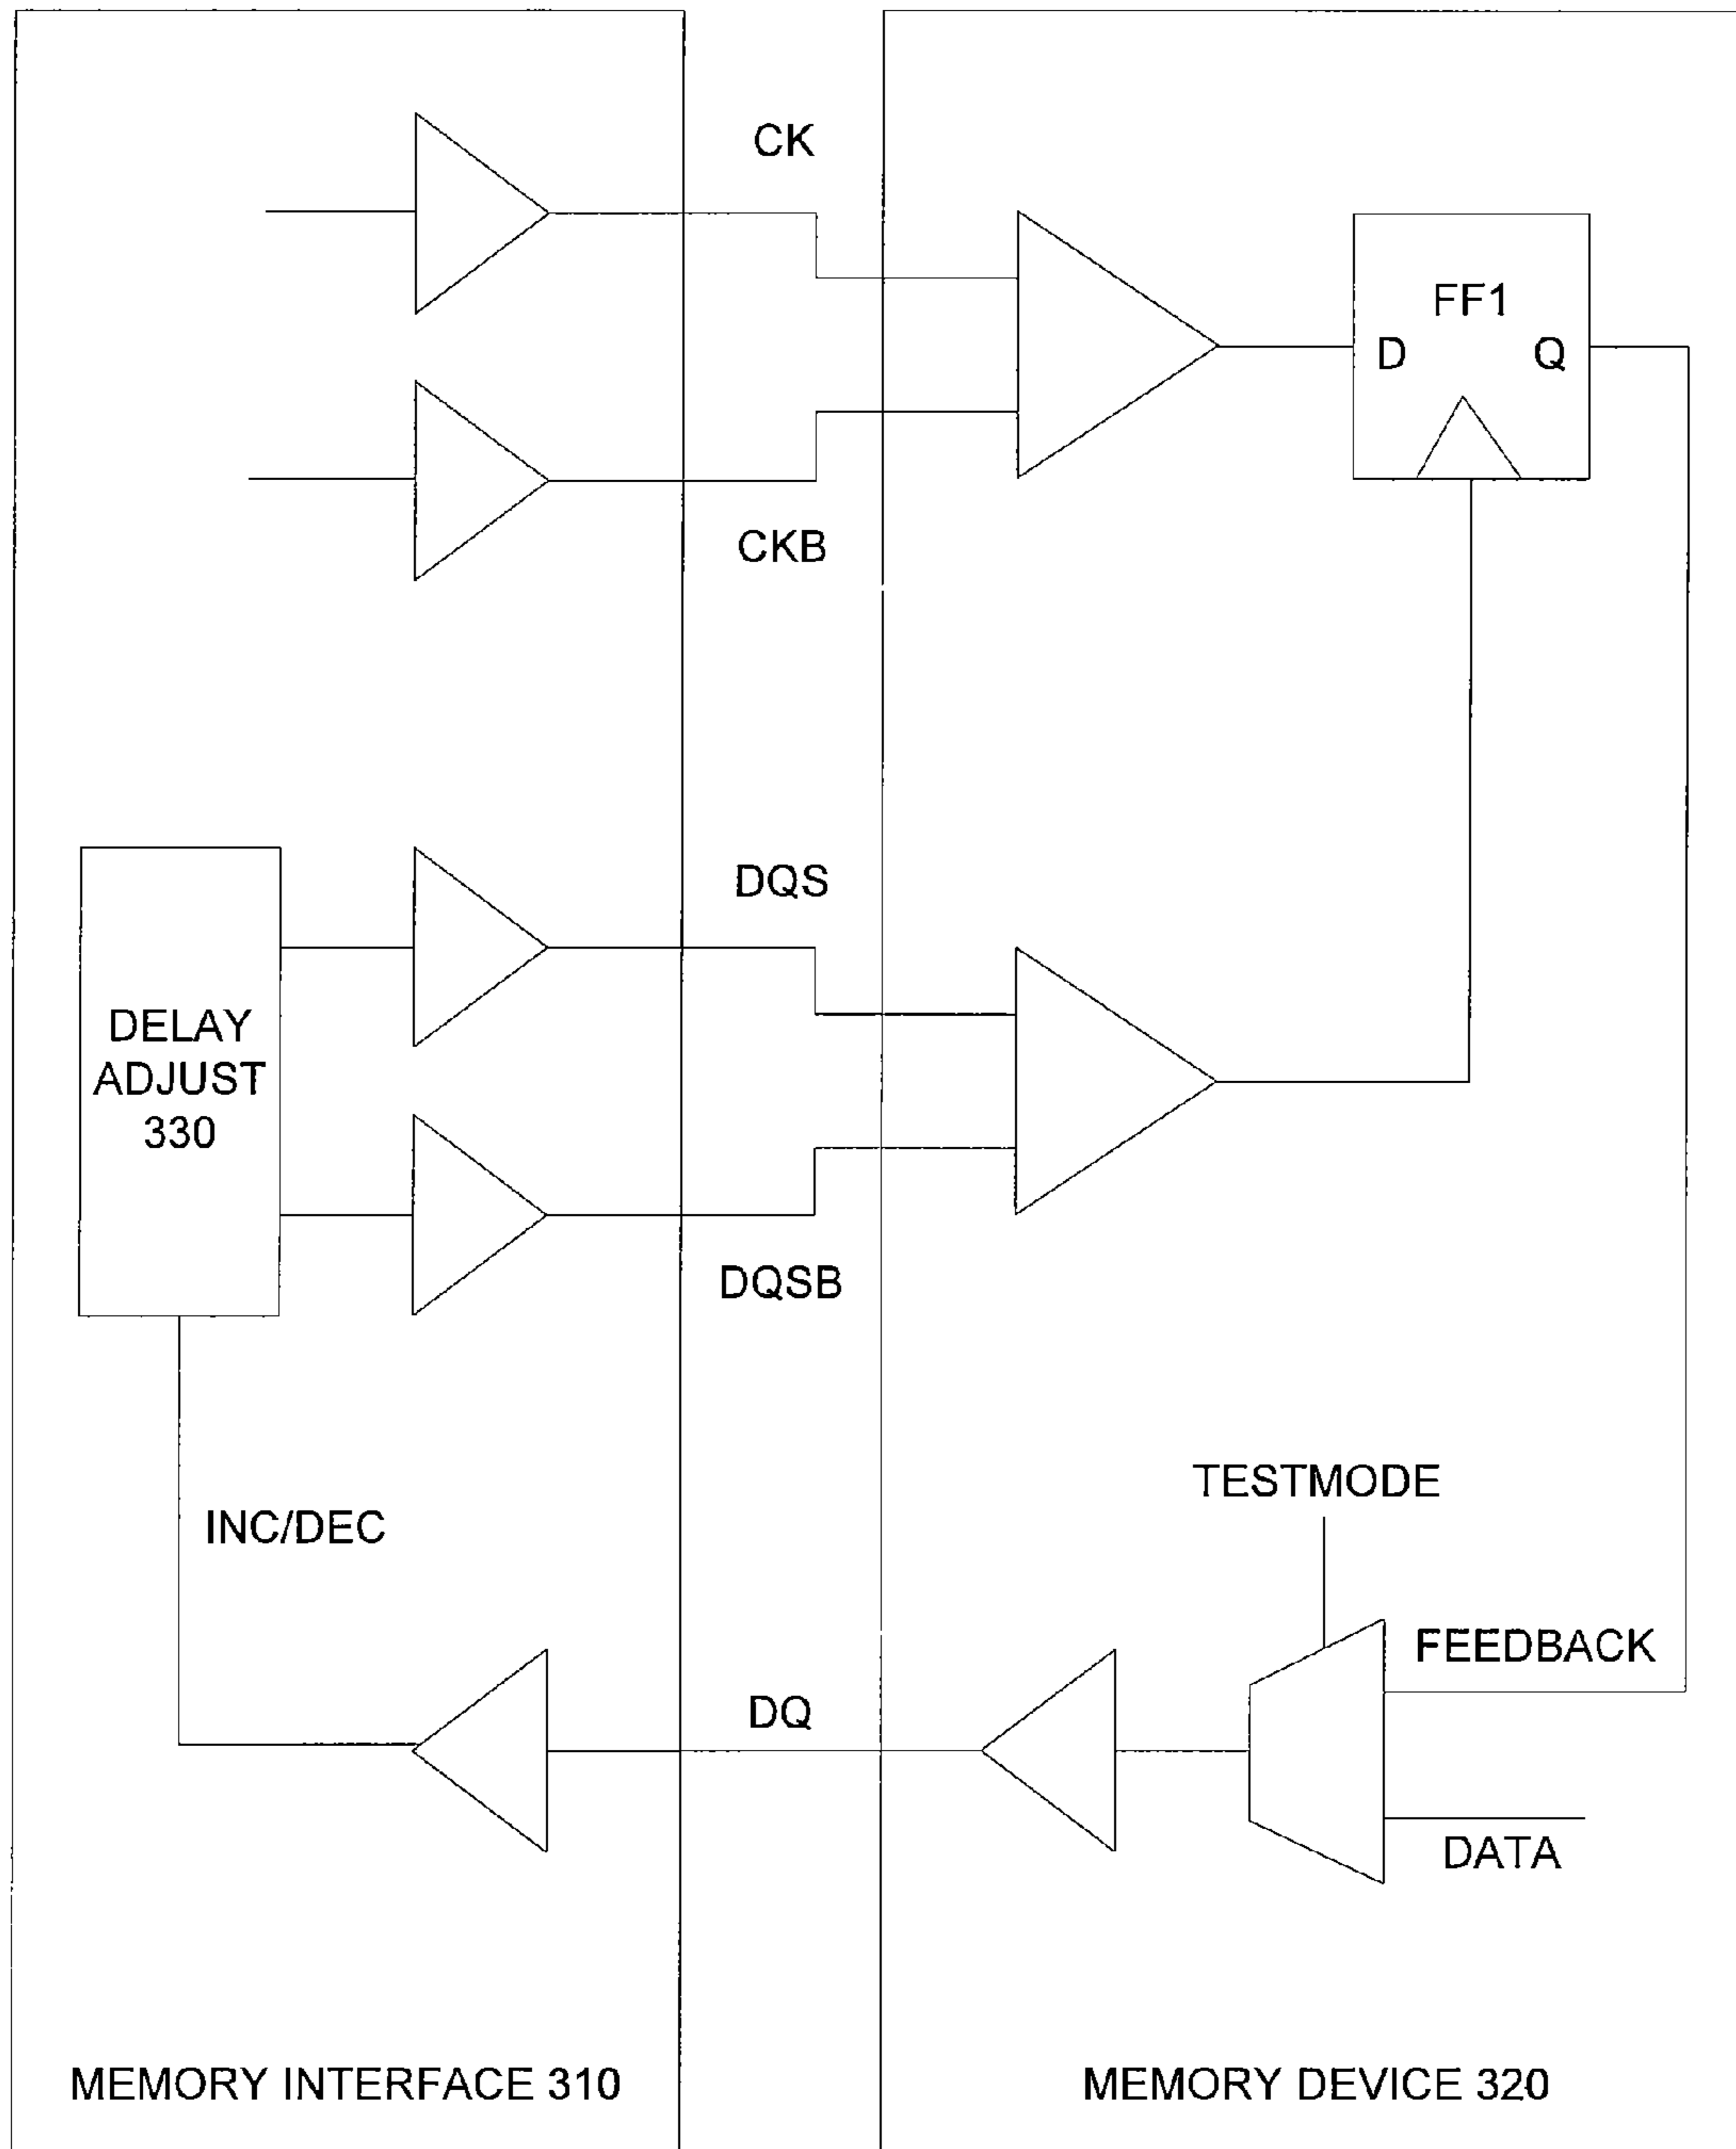 CK
FF1
D Q
CKB
DQS
DELAY
ADJUST
330
DQSB
TESTMODE
INC/DEC
FEEDBACK
DQ
DATA
MEMORY INTERFACE 310
MEMORY DEVICE 320